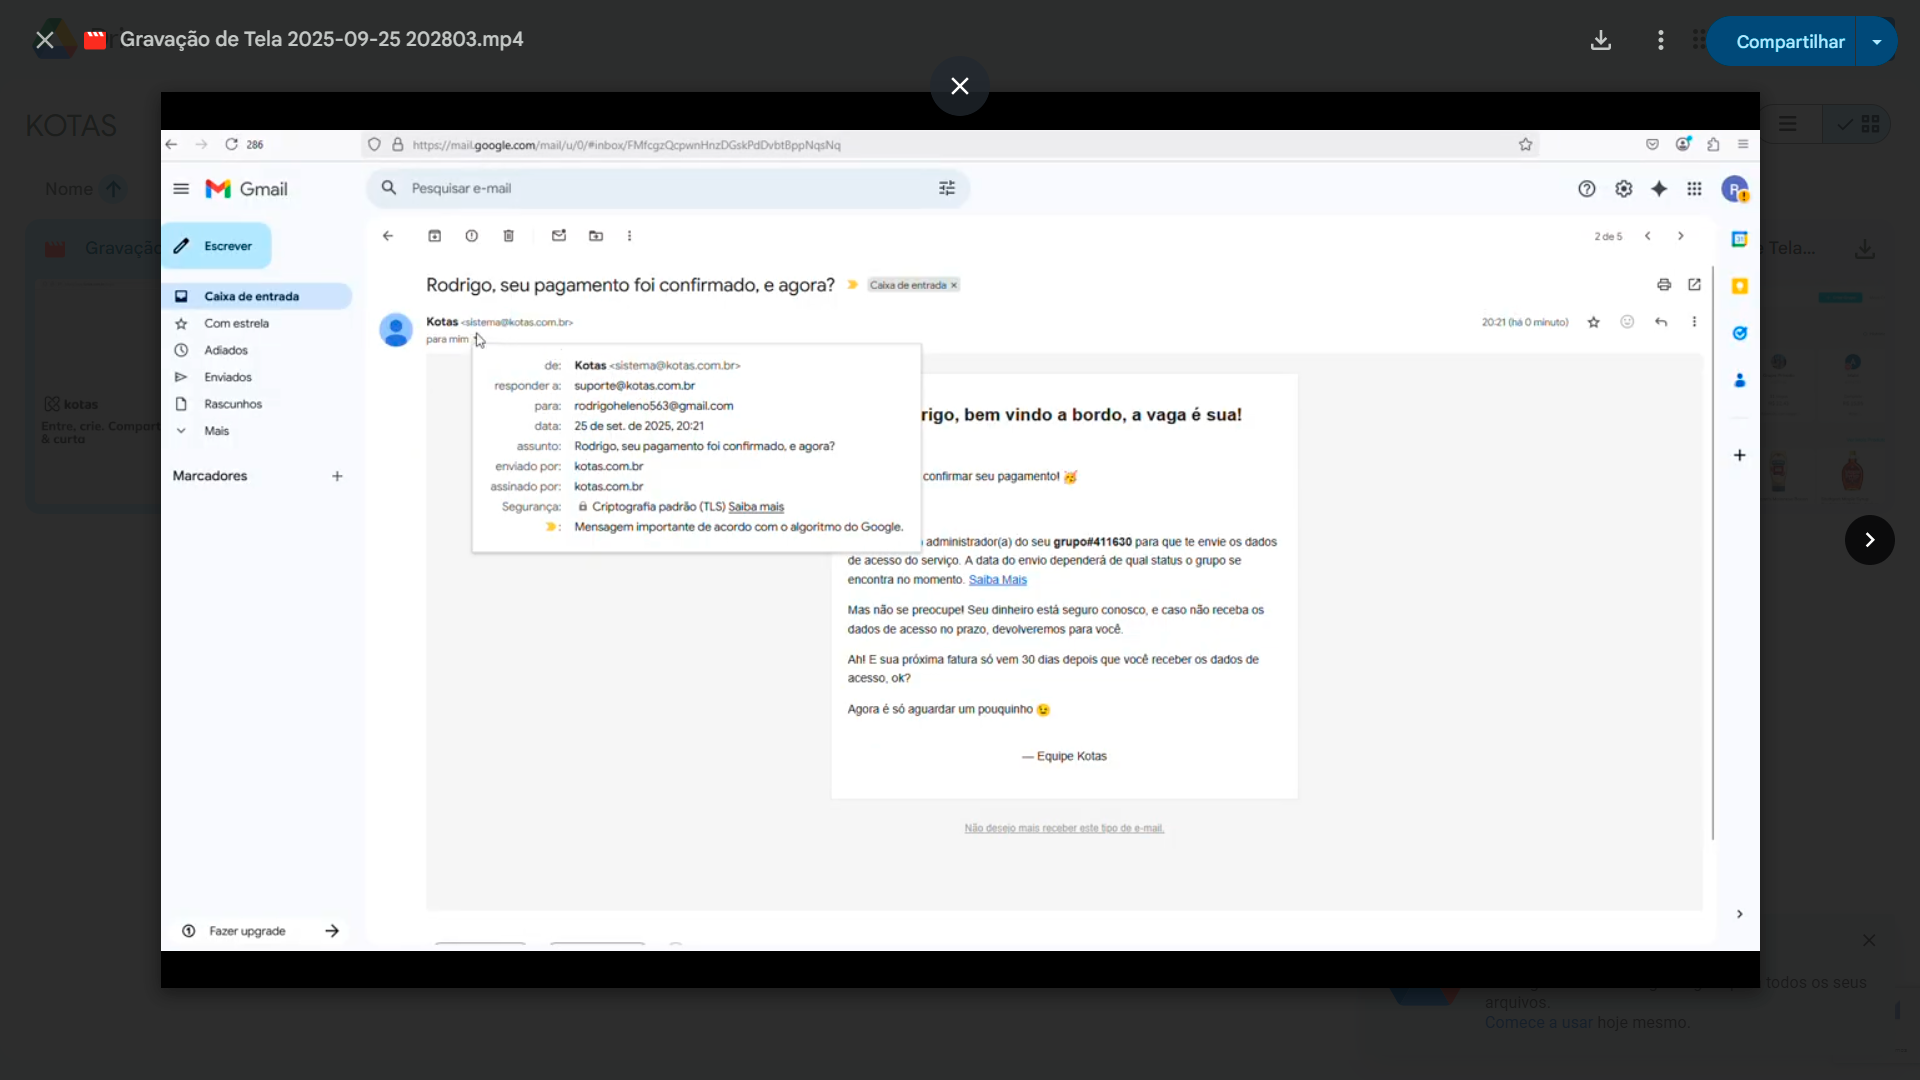 Gravação de Tela 2025-09-25 202803.mp4
Compartilhar
KOTAS
Nome
Gravação
Tela...
kotas
Entre, crie. Compart
& curta
286
https://mail.google.com/mail/u/0/#inbox/FMfcgzQcpwnHnzDGskPdDvbtBppNqsNq
Gmail
Pesquisar e-mail
R
Escrever
2 de 5
Caixa de entrada
Com estrela
Adiados
Enviados
Rascunhos
Mais
Marcadores
Fazer upgrade
Rodrigo, seu pagamento foi confirmado, e agora?
Caixa de entrada ×
Kotas <sistema@kotas.com.br>
20:21 (há 0 minuto)
para mim
de: Kotas <sistema@kotas.com.br>
responder a: suporte@kotas.com.br
para: rodrigoheleno563@gmail.com
data: 25 de set. de 2025, 20:21
assunto: Rodrigo, seu pagamento foi confirmado, e agora?
enviado por: kotas.com.br
assinado por: kotas.com.br
Segurança: Criptografia padrão (TLS) Saiba mais
: Mensagem importante de acordo com o algoritmo do Google.
rigo, bem vindo a bordo, a vaga é sua!
confirmar seu pagamento! 🥳
administrador(a) do seu grupo#411630 para que te envie os dados
de acesso do serviço. A data do envio dependerá de qual status o grupo se
encontra no momento. Saiba Mais
Mas não se preocupe! Seu dinheiro está seguro conosco, e caso não receba os
dados de acesso no prazo, devolveremos para você.
Ah! E sua próxima fatura só vem 30 dias depois que você receber os dados de
acesso, ok?
Agora é só aguardar um pouquinho 😉
— Equipe Kotas
Não desejo mais receber este tipo de e-mail.
todos os seus
arquivos.
Comece a usar hoje mesmo.